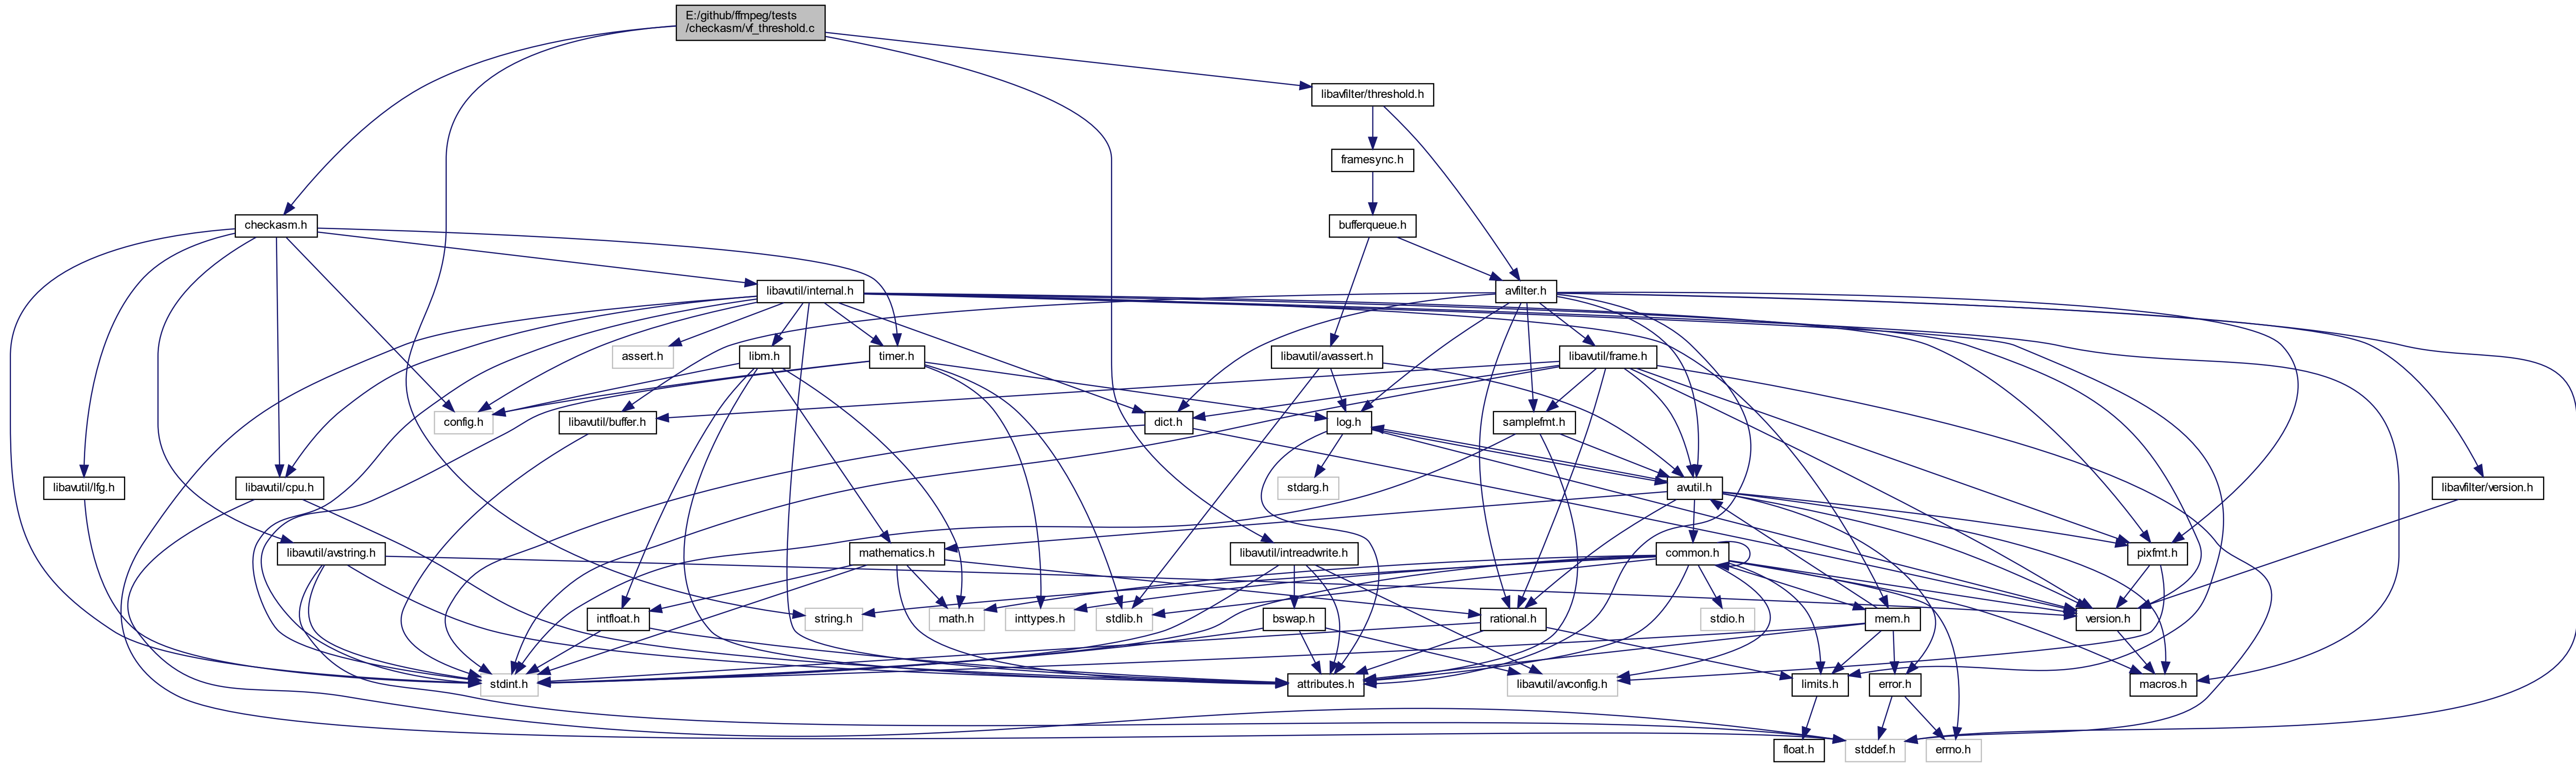 E:/github/ffmpeg/tests
/checkasm/vf_threshold.c
libavfilter/threshold.h
framesync.h
checkasm.h
bufferqueue.h
libavutil/internal.h
avfilter.h
assert.h
libm.h
timer.h
libavutil/avassert.h
libavutil/frame.h
config.h
libavutil/buffer.h
dict.h
log.h
samplefmt.h
libavutil/lfg.h
libavutil/cpu.h
stdarg.h
avutil.h
libavfilter/version.h
libavutil/avstring.h
mathematics.h
libavutil/intreadwrite.h
common.h
pixfmt.h
intfloat.h
string.h
math.h
inttypes.h
stdlib.h
bswap.h
rational.h
stdio.h
mem.h
version.h
stdint.h
attributes.h
libavutil/avconfig.h
limits.h
error.h
macros.h
float.h
stddef.h
errno.h